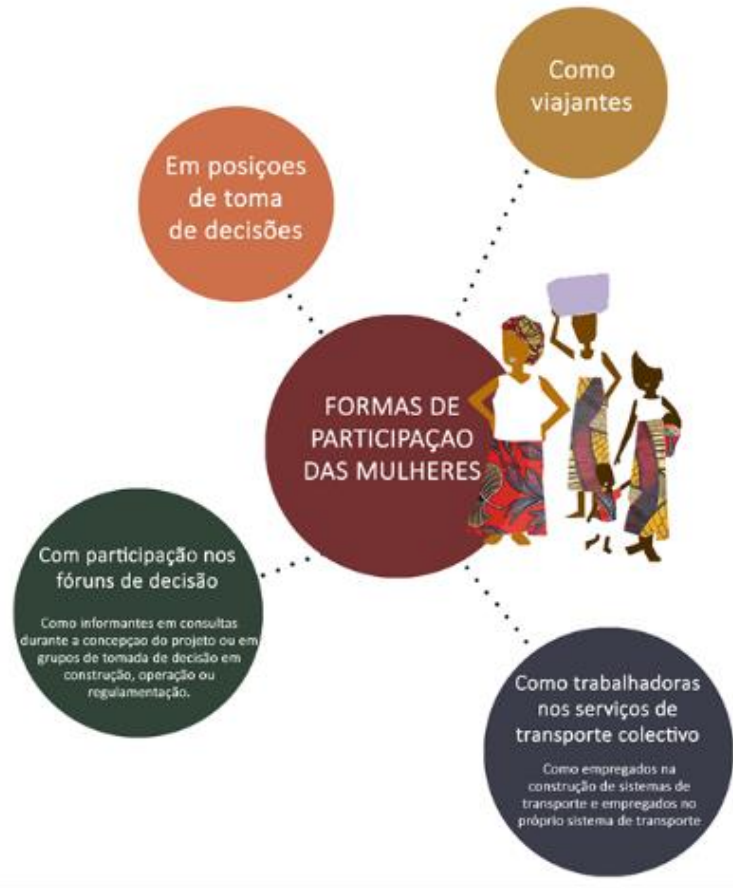 Como
viajantes
Em posiçoes
de toma
de decisões
FORMAS DE
PARTICIPAÇAO
DAS MULHERES
Com participação nos
fóruns de decisão
Como informantes em consultas
durante a concepçao do projeto ou em
grupos de tomada de decisão em
construção, operação ou
regulamentação.
Como trabalhadoras
nos serviços de
transporte colectivo
Como empregados na
construção de sistemas de
transporte e empregados no
próprio sistema de transporte